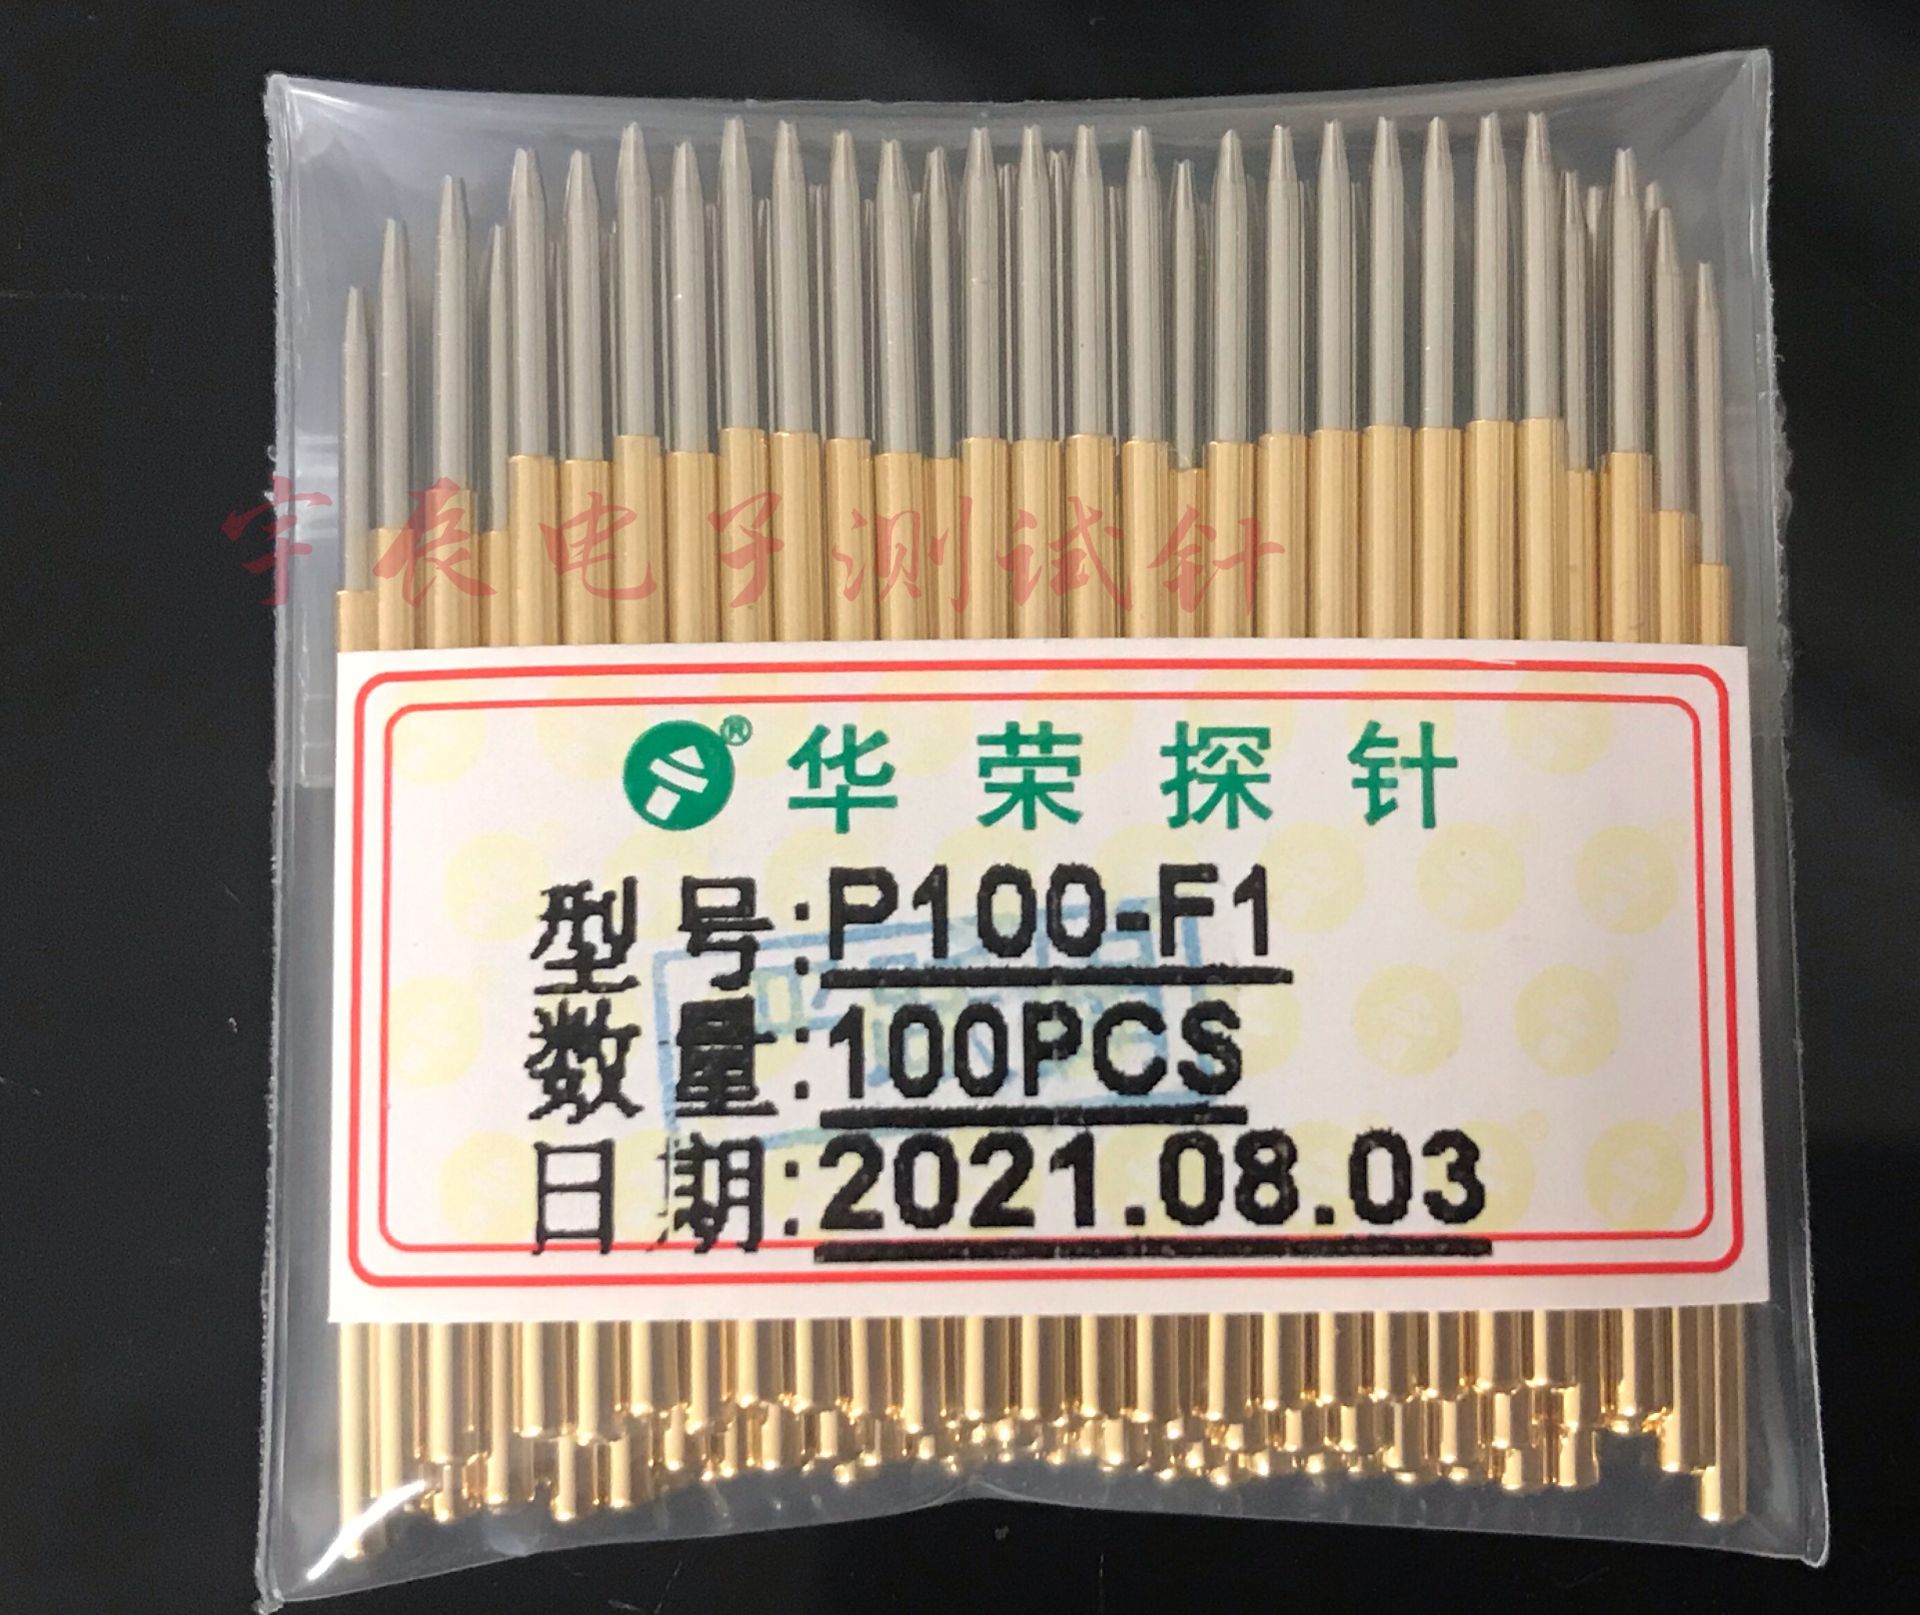 宇辰电子测试针
®华荣探针
型号:P100-F1
数量:100PCS
日期:2021.08.03